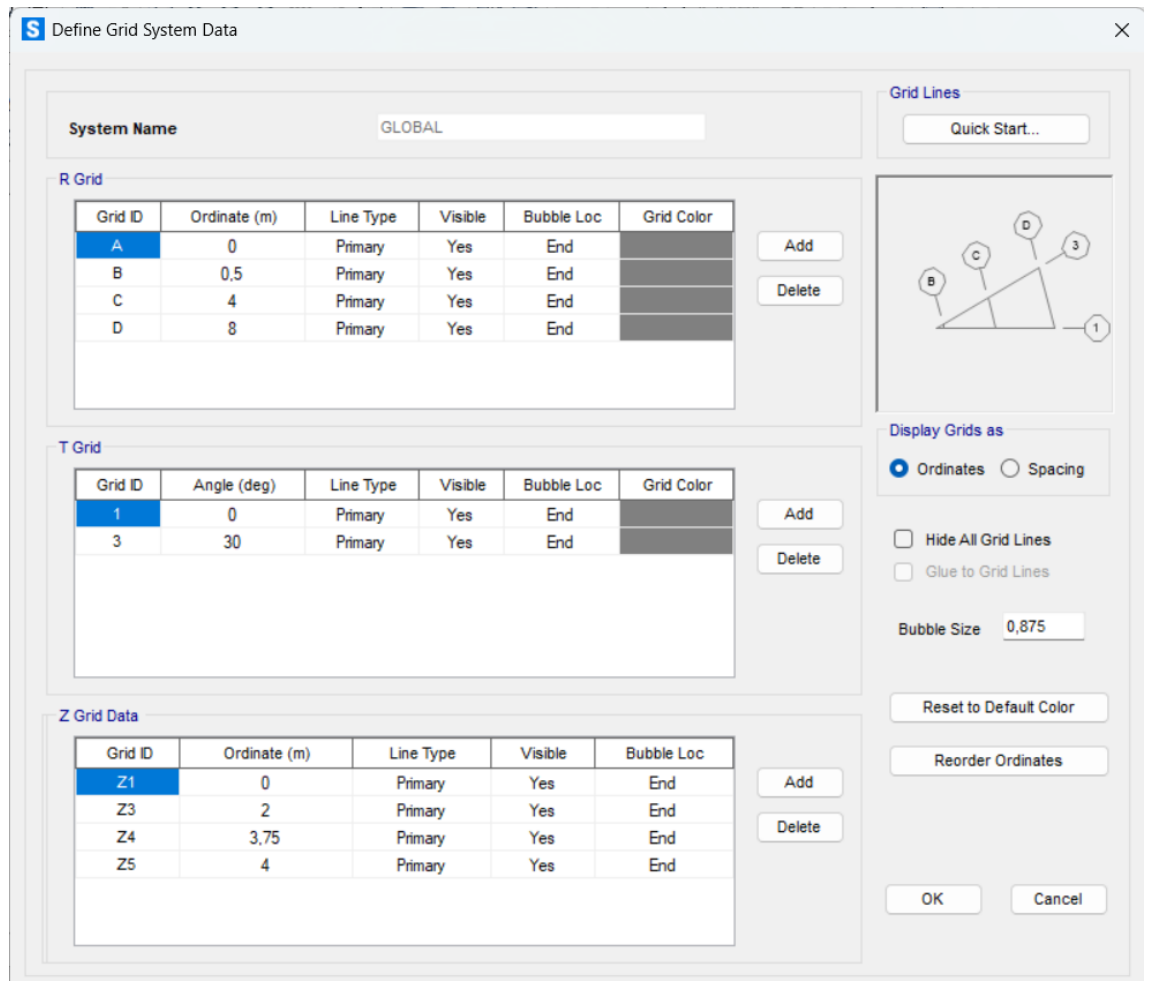 S Define Grid System Data
System Name GLOBAL
Grid Lines
Quick Start...
R Grid
Grid ID Ordinate (m) Line Type Visible Bubble Loc Grid Color
A 0 Primary Yes End
B 0,5 Primary Yes End
C 4 Primary Yes End
D 8 Primary Yes End
Add
Delete
B C D 3 1
T Grid
Grid ID Angle (deg) Line Type Visible Bubble Loc Grid Color
1 0 Primary Yes End
3 30 Primary Yes End
Add
Delete
Display Grids as
Ordinates Spacing
Hide All Grid Lines
Glue to Grid Lines
Bubble Size 0,875
Z Grid Data
Grid ID Ordinate (m) Line Type Visible Bubble Loc
Z1 0 Primary Yes End
Z3 2 Primary Yes End
Z4 3,75 Primary Yes End
Z5 4 Primary Yes End
Add
Delete
Reset to Default Color
Reorder Ordinates
OK Cancel